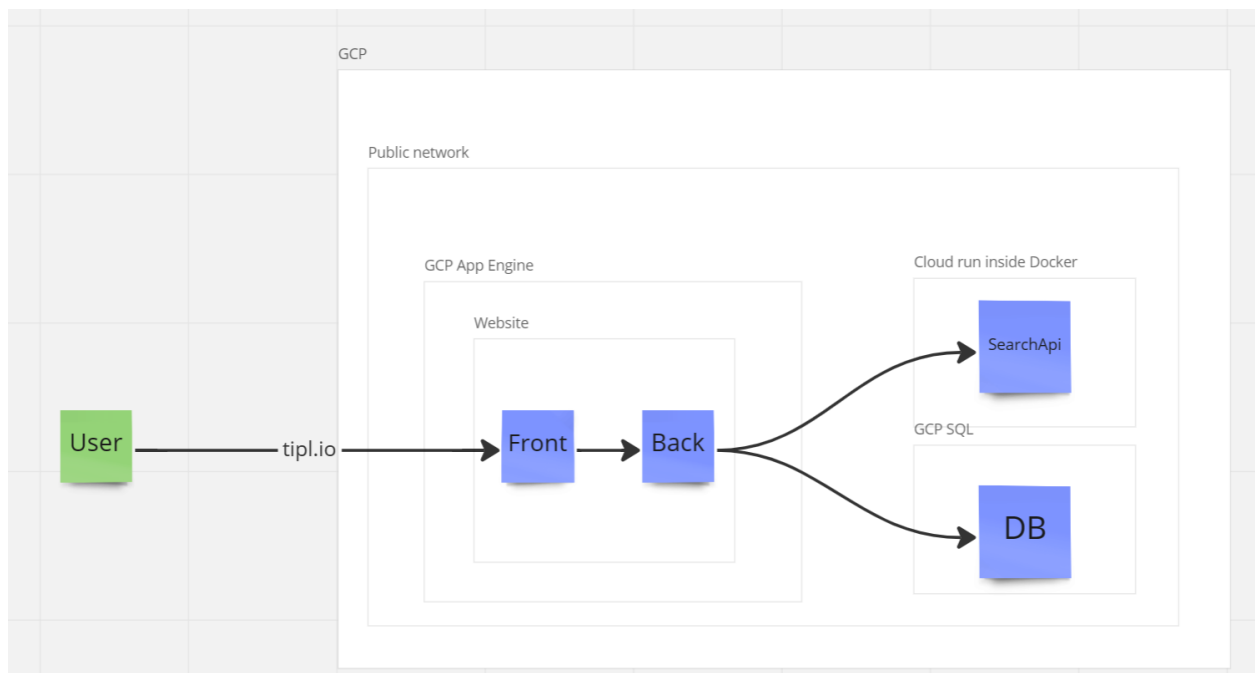 GCP
Public network
GCP App Engine
Cloud run inside Docker
Website
SearchApi
User
tipl.io
Front
Back
GCP SQL
DB